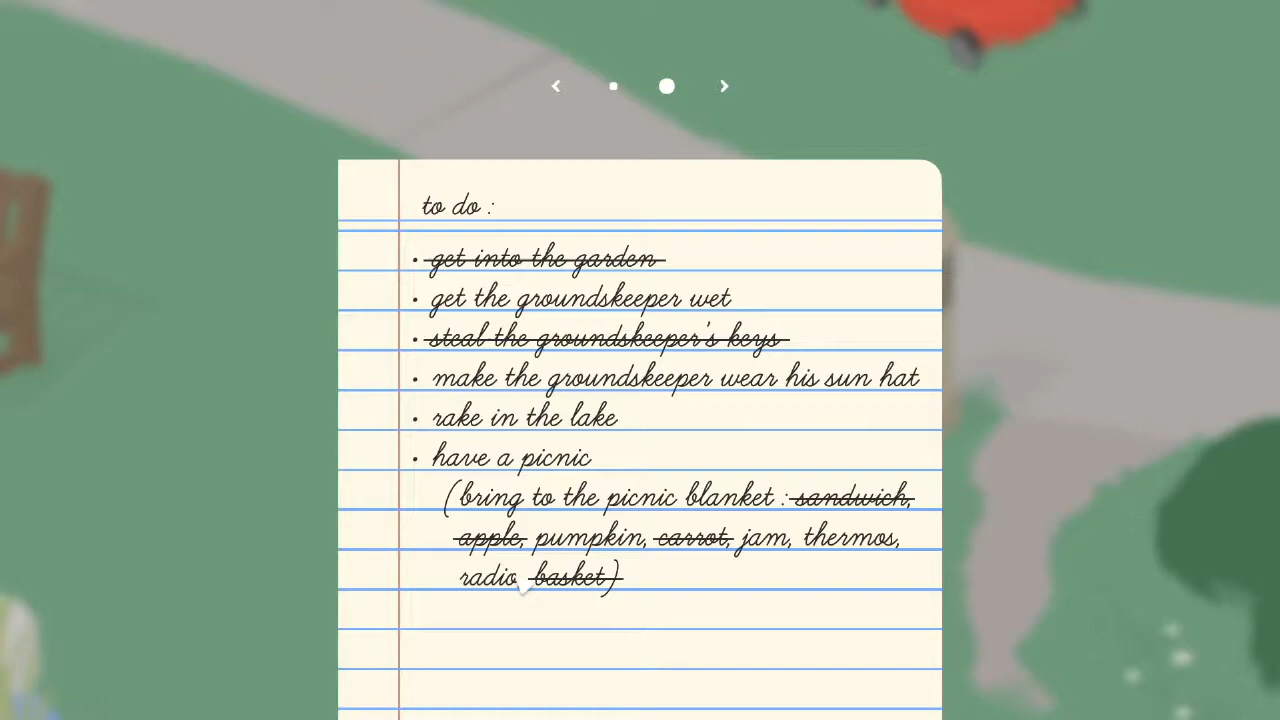 to do :
• get into the garden
• get the groundskeeper wet
• steal the groundskeeper's keys
• make the groundskeeper wear his sun hat
• rake in the lake
• have a picnic
(bring to the picnic blanket : sandwich,
apple, pumpkin, carrot, jam, thermos,
radio, basket)